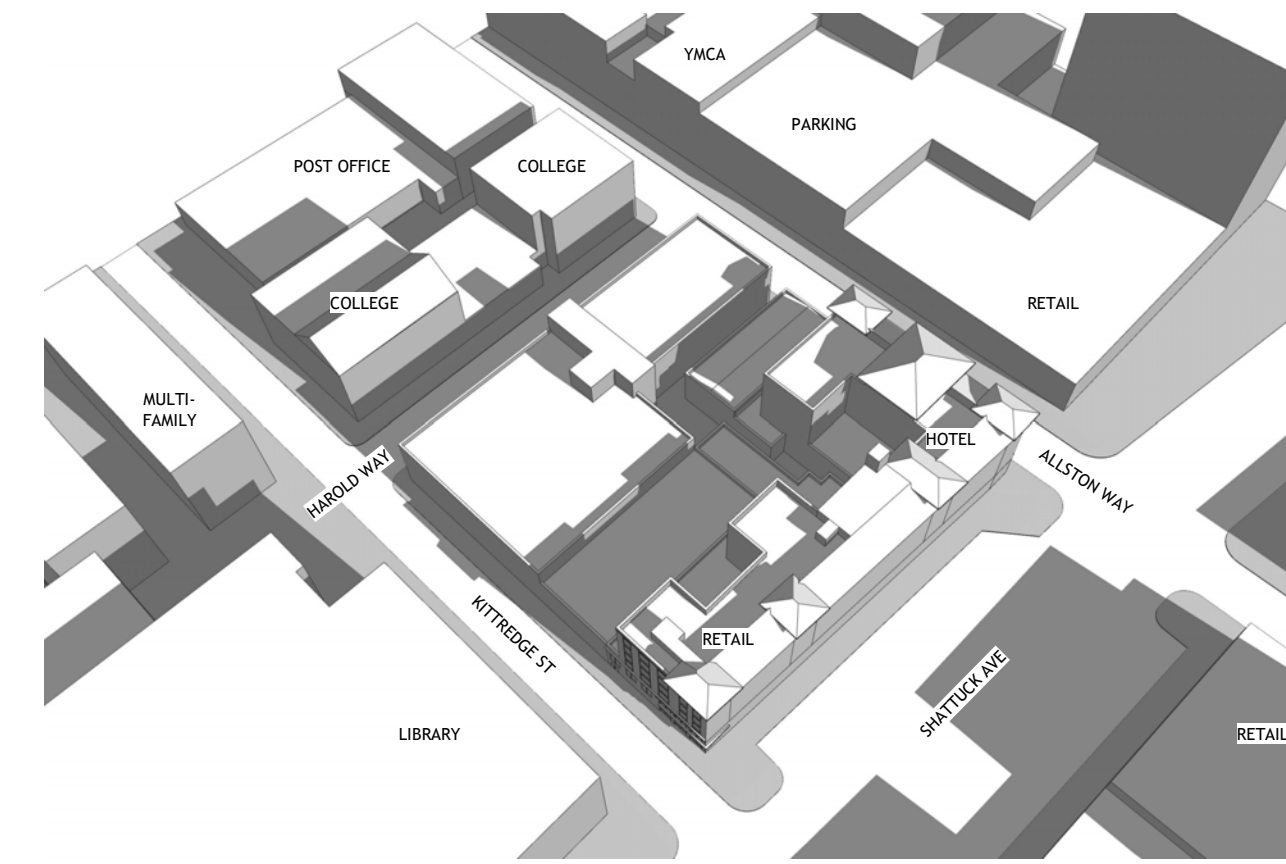 YMCA
PARKING
POST OFFICE
COLLEGE
COLLEGE
RETAIL
MULTI-
FAMILY
HOTEL
HAROLD WAY
ALLSTON WAY
KITTREDGE ST
RETAIL
SHATTUCK AVE
LIBRARY
RETAIL